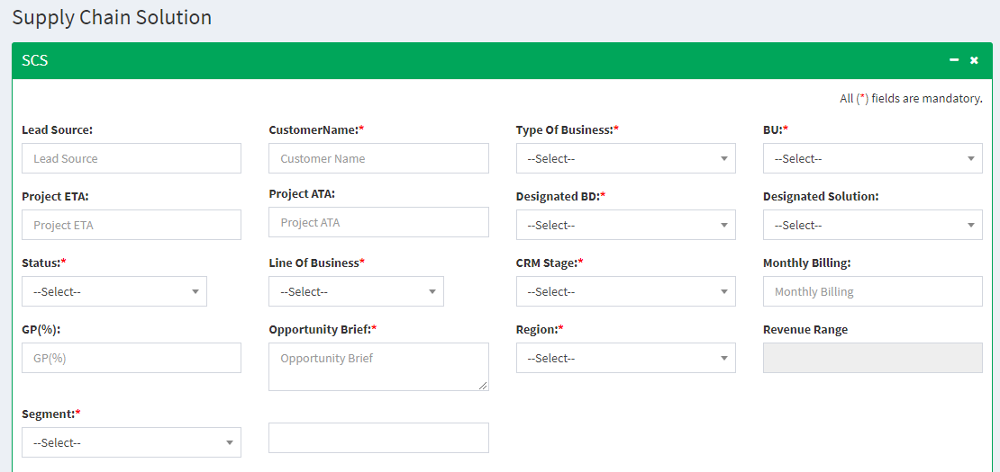 Supply Chain Solution
SCS
All (*) fields are mandatory.
Lead Source: CustomerName:* Type Of Business:* BU:*
Lead Source Customer Name --Select-- --Select--
Project ETA: Project ATA: Designated BD:* Designated Solution:
Project ETA Project ATA --Select-- --Select--
Status:* Line Of Business* CRM Stage:* Monthly Billing:
--Select-- --Select-- --Select-- Monthly Billing
GP(%): Opportunity Brief:* Region:* Revenue Range
GP(%) Opportunity Brief --Select--
Segment:*
--Select--